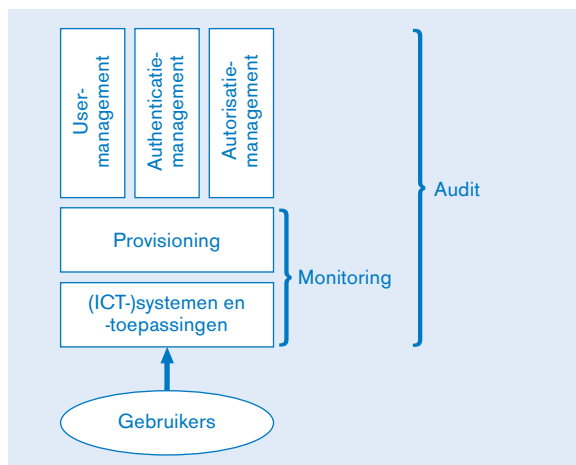 User-
management
Authenticatie-
management
Autorisatie-
management
Audit
Provisioning
Monitoring
(ICT-)systemen en
-toepassingen
Gebruikers